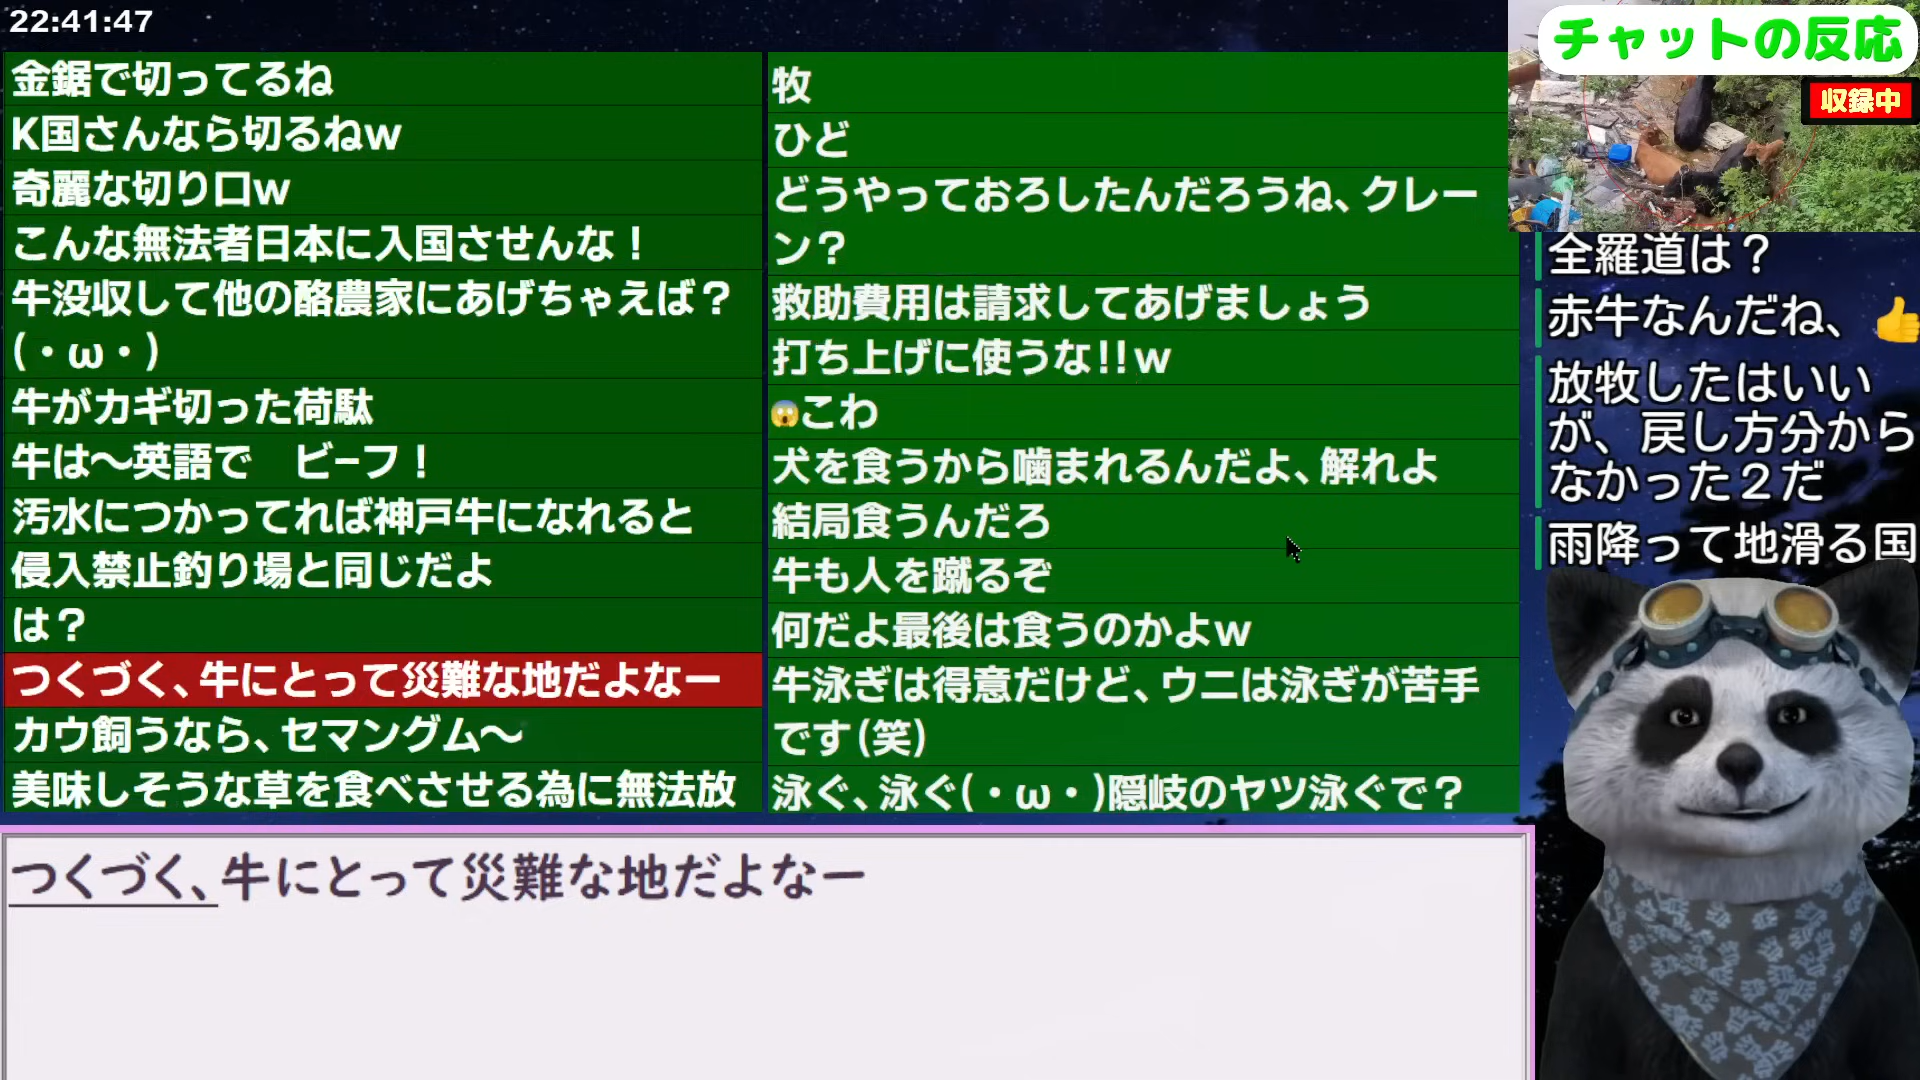 22:41:47
金鋸で切ってるね
K国さんなら切るねw
奇麗な切り口w
こんな無法者日本に入国させんな！
牛没収して他の酪農家にあげちゃえば？
(・ω・)
牛がカギ切った荷駄
牛は～英語で　ビーフ！
汚水につかってれば神戸牛になれると
侵入禁止釣り場と同じだよ
は？
つくづく、牛にとって災難な地だよなー
カウ飼うなら、セマングム～
美味しそうな草を食べさせる為に無法放
牧
ひど
どうやっておろしたんだろうね、クレー
ン？
救助費用は請求してあげましょう
打ち上げに使うな!!w
😱こわ
犬を食うから噛まれるんだよ、解れよ
結局食うんだろ
牛も人を蹴るぞ
何だよ最後は食うのかよw
牛泳ぎは得意だけど、ウニは泳ぎが苦手
です(笑)
泳ぐ、泳ぐ(・ω・)隠岐のヤツ泳ぐで？
チャットの反応
収録中
全羅道は？
赤牛なんだね、👍
放牧したはいい
が、戻し方分から
なかった２だ
雨降って地滑る国
つくづく、牛にとって災難な地だよなー